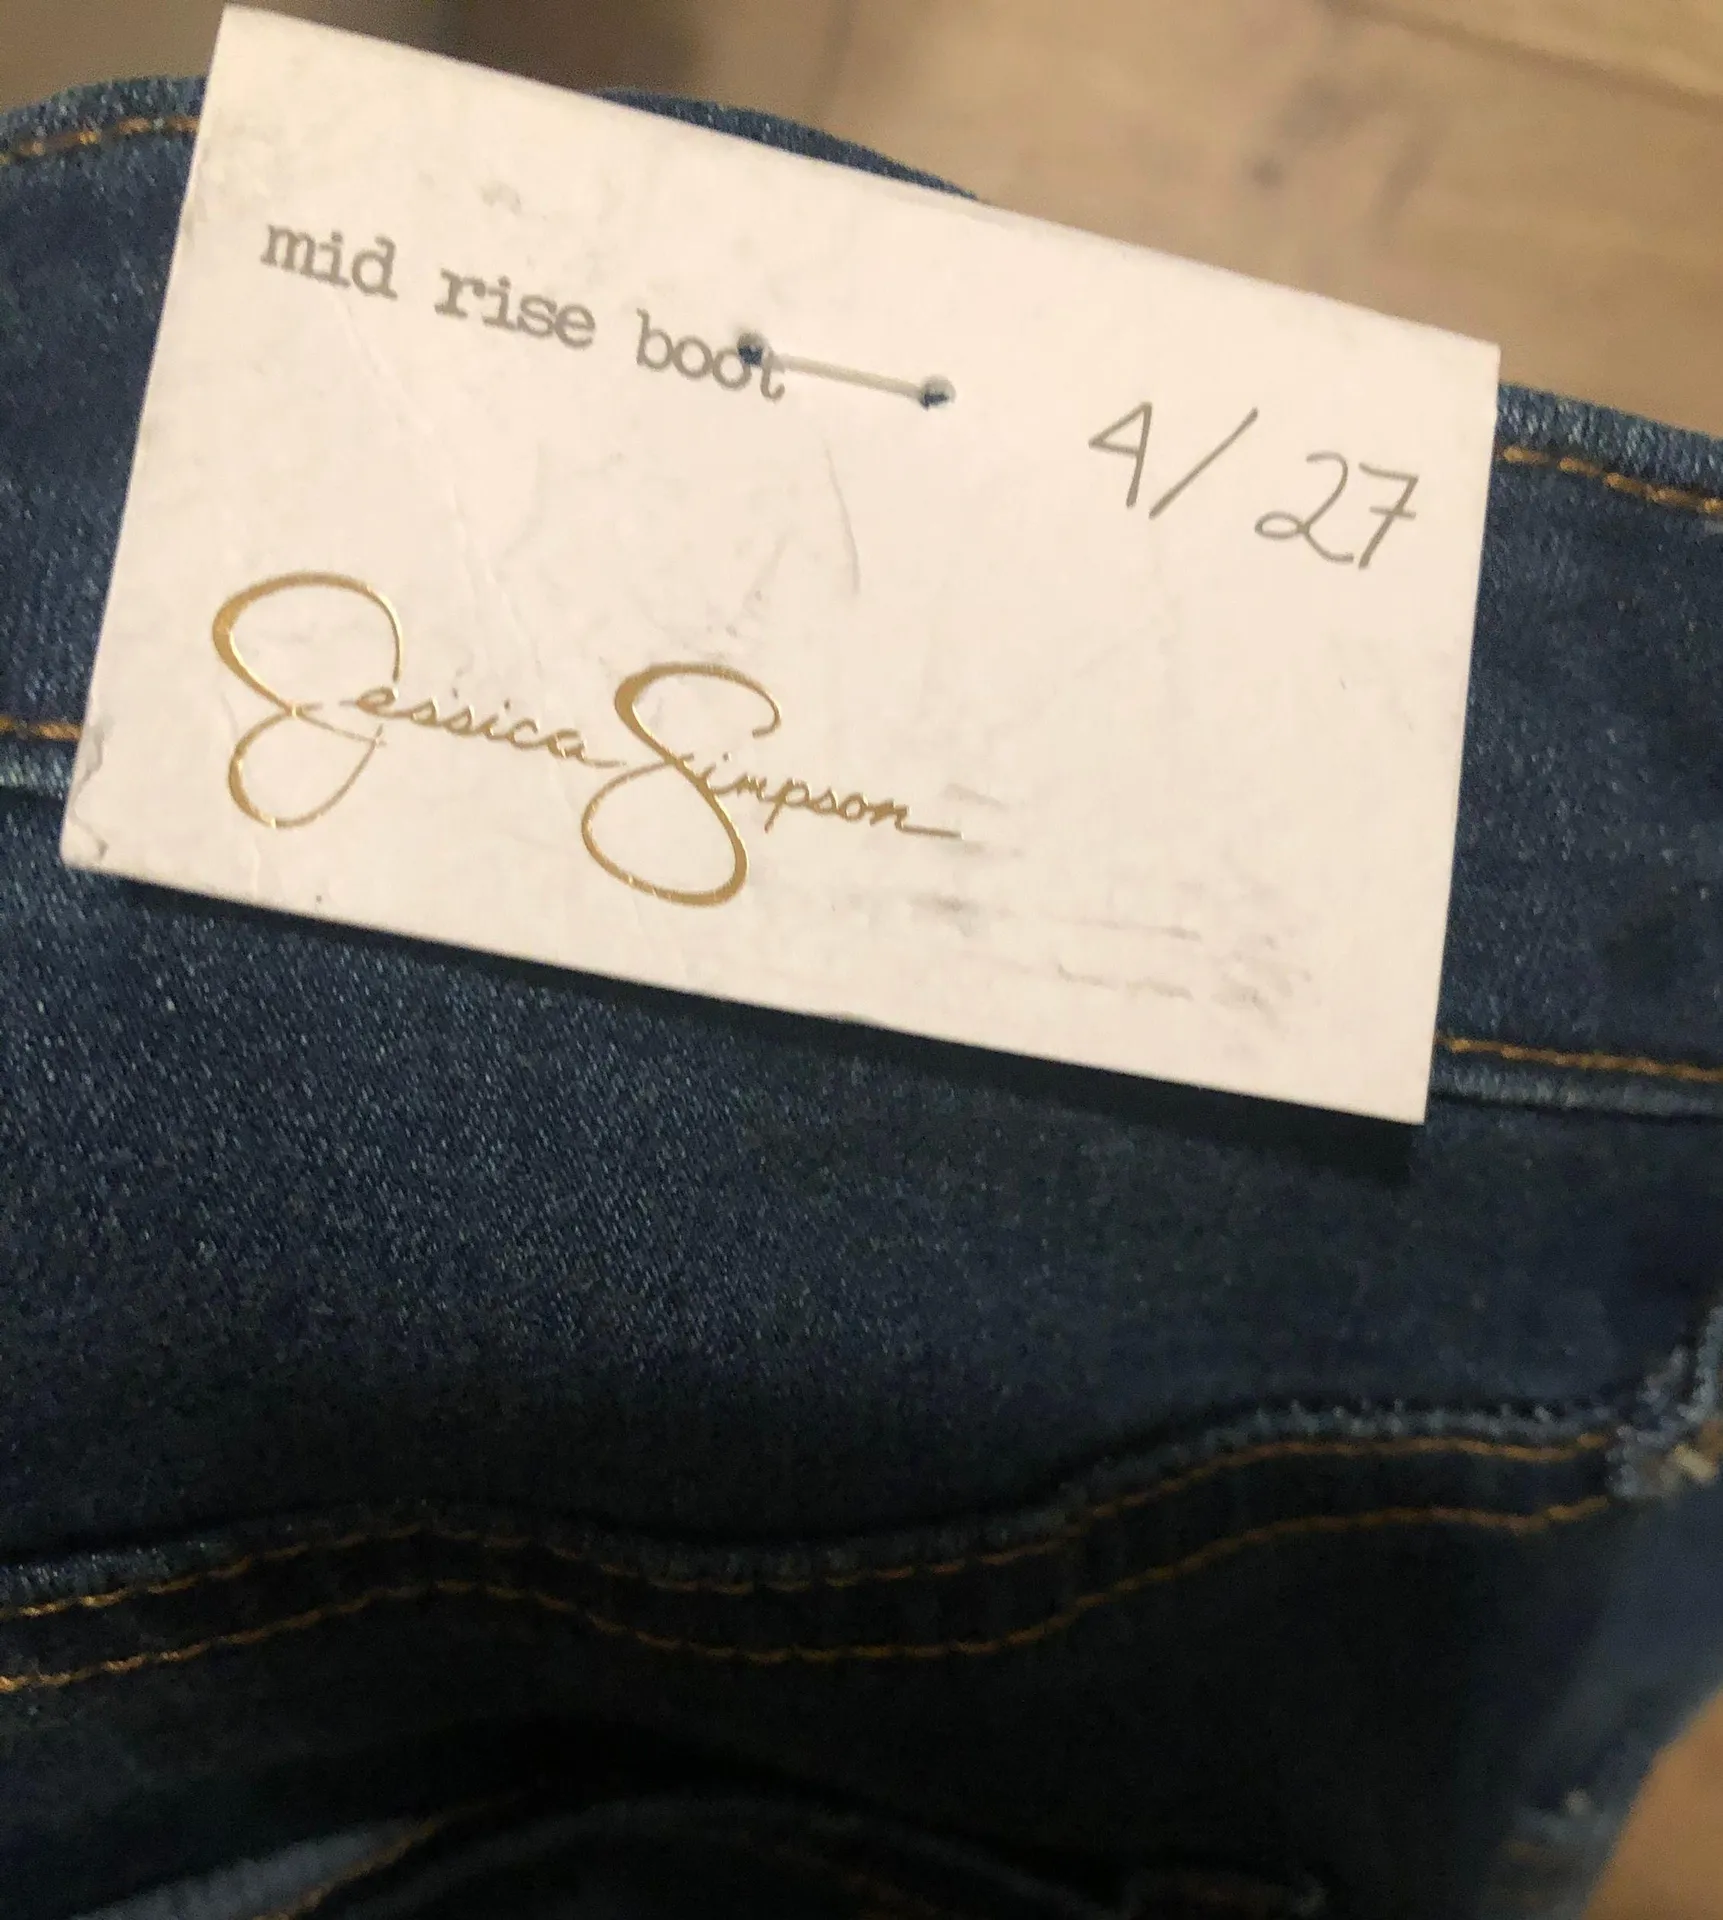 mid rise boot
4/27
Jessica Simpson